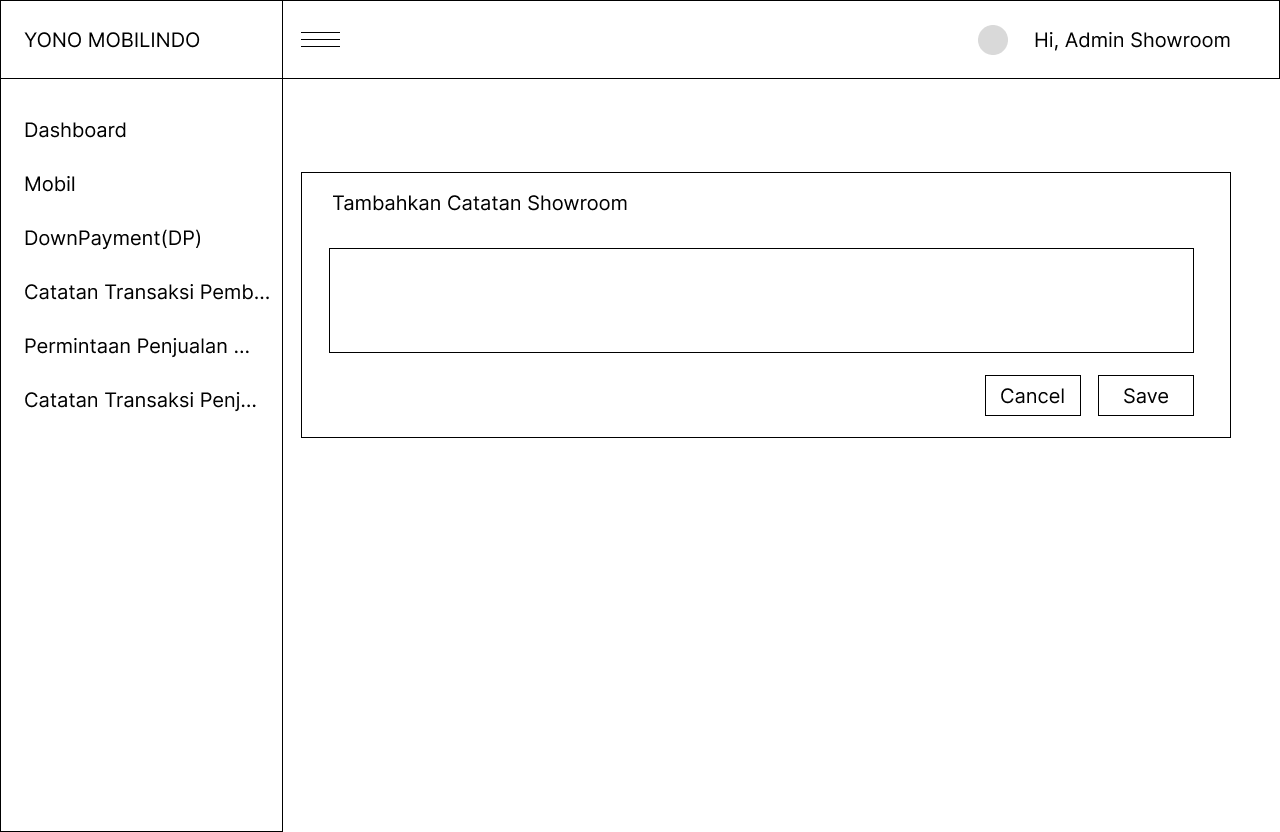 YONO MOBILINDO
Hi, Admin Showroom
Dashboard
Mobil
DownPayment(DP)
Catatan Transaksi Pemb...
Permintaan Penjualan ...
Catatan Transaksi Penj...
Tambahkan Catatan Showroom
Cancel
Save